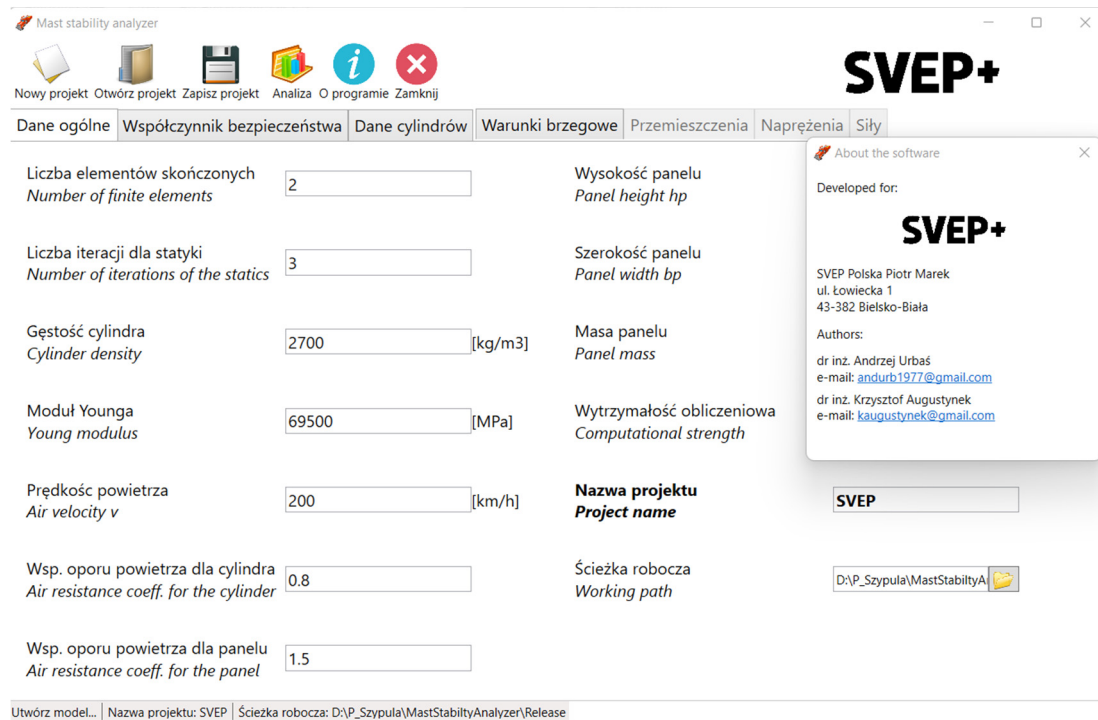 Mast stability analyzer
Nowy projekt Otwórz projekt Zapisz projekt Analiza O programie Zamknij
SVEP+
Dane ogólne Współczynnik bezpieczeństwa Dane cylindrów Warunki brzegowe Przemieszczenia Naprężenia Siły
Liczba elementów skończonych
Number of finite elements
2
Liczba iteracji dla statyki
Number of iterations of the statics
3
Gęstość cylindra
Cylinder density
2700 [kg/m3]
Moduł Younga
Young modulus
69500 [MPa]
Prędkośc powietrza
Air velocity v
200 [km/h]
Wsp. oporu powietrza dla cylindra
Air resistance coeff. for the cylinder
0.8
Wsp. oporu powietrza dla panelu
Air resistance coeff. for the panel
1.5
Wysokość panelu
Panel height hp
Szerokość panelu
Panel width bp
Masa panelu
Panel mass
Wytrzymałość obliczeniowa
Computational strength
Nazwa projektu
Project name
SVEP
Ścieżka robocza
Working path
D:\P_Szypula\MastStabiltyA
About the software
Developed for:
SVEP+
SVEP Polska Piotr Marek
ul. Łowiecka 1
43-382 Bielsko-Biała
Authors:
dr inż. Andrzej Urbaś
e-mail: andurb1977@gmail.com
dr inż. Krzysztof Augustynek
e-mail: kaugustynek@gmail.com
Utwórz model... Nazwa projektu: SVEP Ścieżka robocza: D:\P_Szypula\MastStabiltyAnalyzer\Release